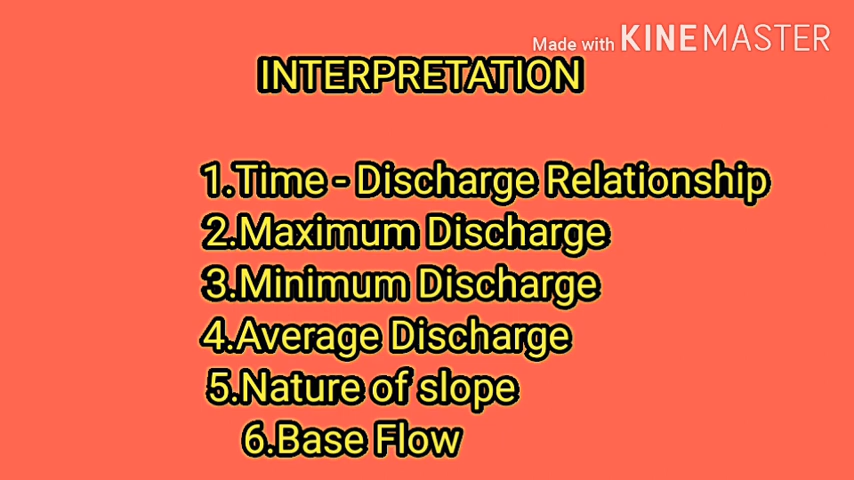 Made with KINEMASTER
INTERPRETATION
1.Time - Discharge Relationship
2.Maximum Discharge
3.Minimum Discharge
4.Average Discharge
5.Nature of slope
6.Base Flow